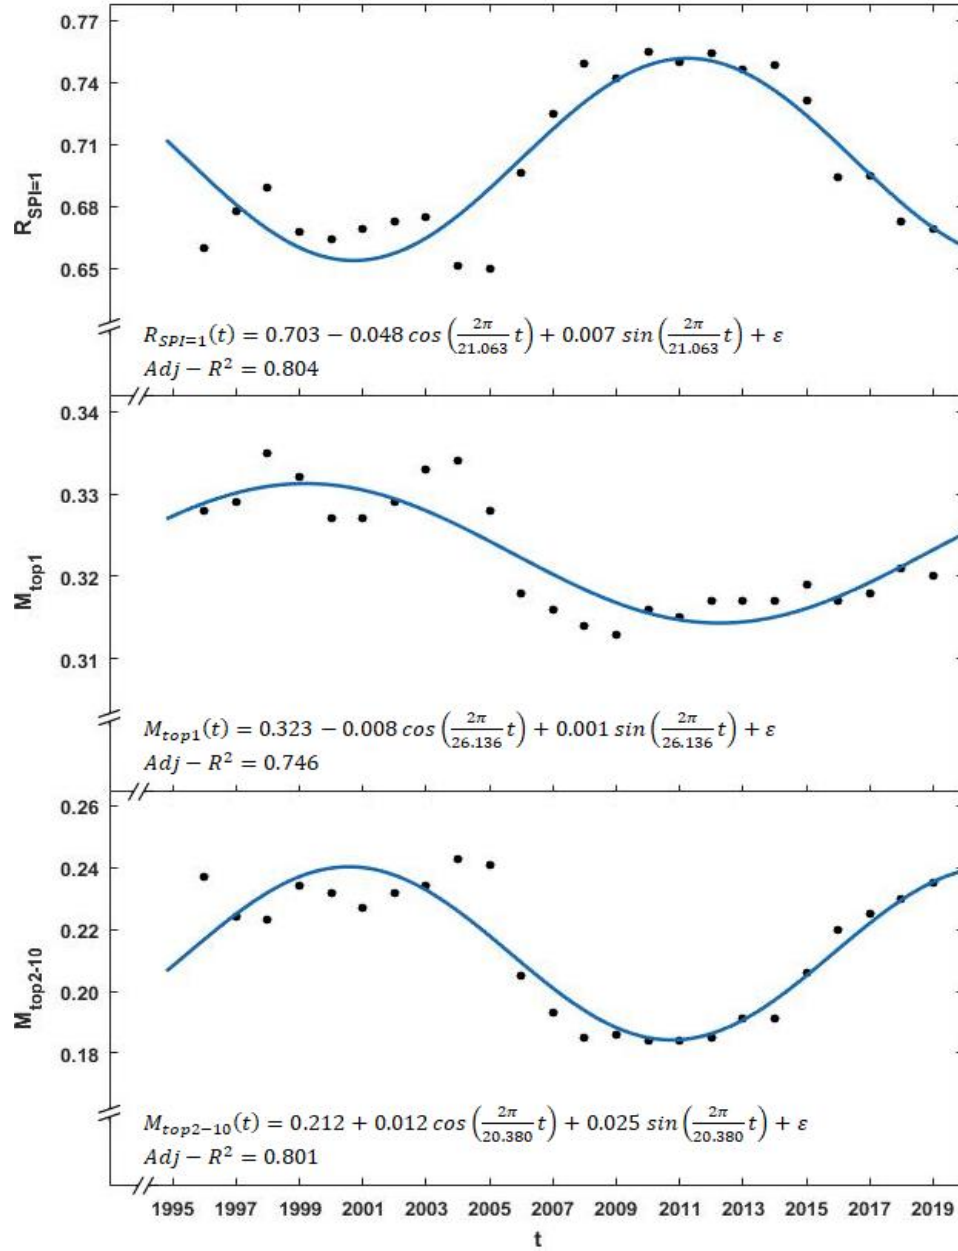 0.77
0.74
0.71
0.68
0.65
R_SPI=1
R_SPI=1(t) = 0.703 − 0.048 cos(2π/21.063 t) + 0.007 sin(2π/21.063 t) + ε
Adj − R² = 0.804
0.34
0.33
0.32
0.31
M_top1
M_top1(t) = 0.323 − 0.008 cos(2π/26.136 t) + 0.001 sin(2π/26.136 t) + ε
Adj − R² = 0.746
0.26
0.24
0.22
0.20
0.18
M_top2-10
M_top2−10(t) = 0.212 + 0.012 cos(2π/20.380 t) + 0.025 sin(2π/20.380 t) + ε
Adj − R² = 0.801
1995 1997 1999 2001 2003 2005 2007 2009 2011 2013 2015 2017 2019
t